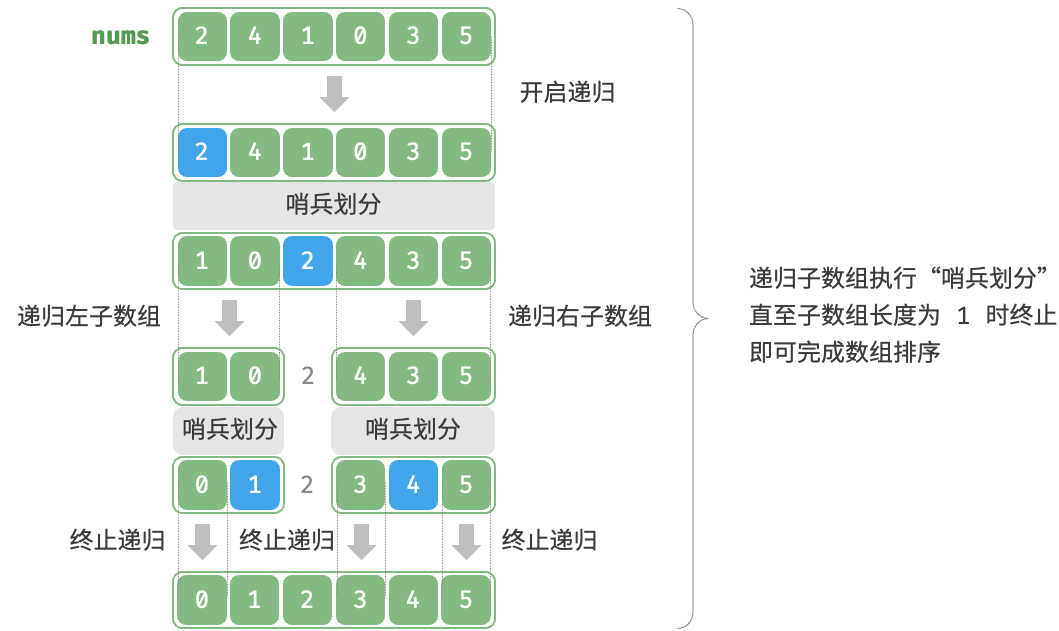 nums 2 4 1 0 3 5
开启递归
2 4 1 0 3 5
哨兵划分
1 0 2 4 3 5
递归左子数组 递归右子数组
1 0 2 4 3 5
哨兵划分 哨兵划分
0 1 2 3 4 5
终止递归 终止递归 终止递归
0 1 2 3 4 5
递归子数组执行“哨兵划分”
直至子数组长度为 1 时终止
即可完成数组排序